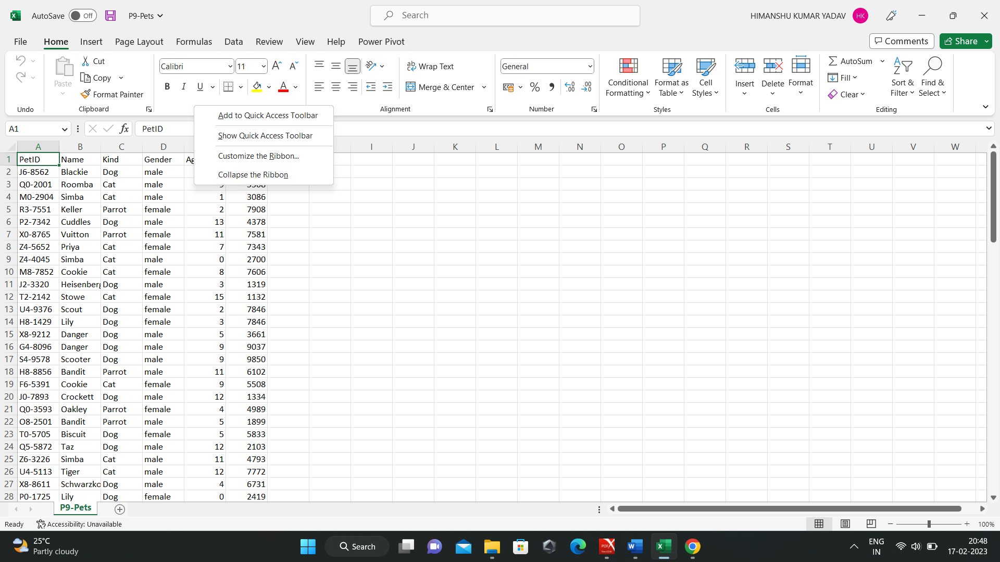 AutoSave Off P9-Pets Search HIMANSHU KUMAR YADAV HK
File Home Insert Page Layout Formulas Data Review View Help Power Pivot Comments Share
Undo
Paste Cut Copy Format Painter
Clipboard
Calibri 11
B I U
Wrap Text
Merge & Center
Alignment
General
Number
Conditional Formatting Format as Table Cell Styles
Styles
Insert Delete Format
Cells
AutoSum
Fill
Clear
Sort & Filter Find & Select
Editing
Add to Quick Access Toolbar
Show Quick Access Toolbar
Customize the Ribbon...
Collapse the Ribbon
A1 fx PetID
A B C D I J K L M N O P Q R S T U V W
1 PetID Name Kind Gender
2 J6-8562 Blackie Dog male
3 Q0-2001 Roomba Cat male
4 M0-2904 Simba Cat male 1 3086
5 R3-7551 Keller Parrot female 2 7908
6 P2-7342 Cuddles Dog male 13 4378
7 X0-8765 Vuitton Parrot female 11 7581
8 Z4-5652 Priya Cat female 7 7343
9 Z4-4045 Simba Cat male 0 2700
10 M8-7852 Cookie Cat female 8 7606
11 J2-3320 Heisenberg Dog male 3 1319
12 T2-2142 Stowe Cat female 15 1132
13 U4-9376 Scout Dog female 2 7846
14 H8-1429 Lily Dog female 3 7846
15 X8-9212 Danger Dog male 5 3661
16 G4-8096 Danger Dog male 9 9037
17 S4-9578 Scooter Dog male 9 9850
18 H8-8856 Bandit Parrot male 11 6102
19 F6-5391 Cookie Cat female 9 5508
20 J0-7893 Crockett Dog male 12 1334
21 Q0-3593 Oakley Parrot female 4 4989
22 O8-2501 Bandit Parrot male 5 1899
23 T0-5705 Biscuit Dog female 5 5833
24 Q5-5872 Taz Dog male 12 2103
25 Z6-3226 Simba Cat male 11 4793
26 U4-5113 Tiger Cat male 12 7772
27 X8-8611 Schwarzko Dog male 4 6731
28 P0-1725 Lily Dog female 0 2419
P9-Pets
Ready Accessibility: Unavailable 100%
25°C
Partly cloudy
Search
ENG
IN
20:48
17-02-2023